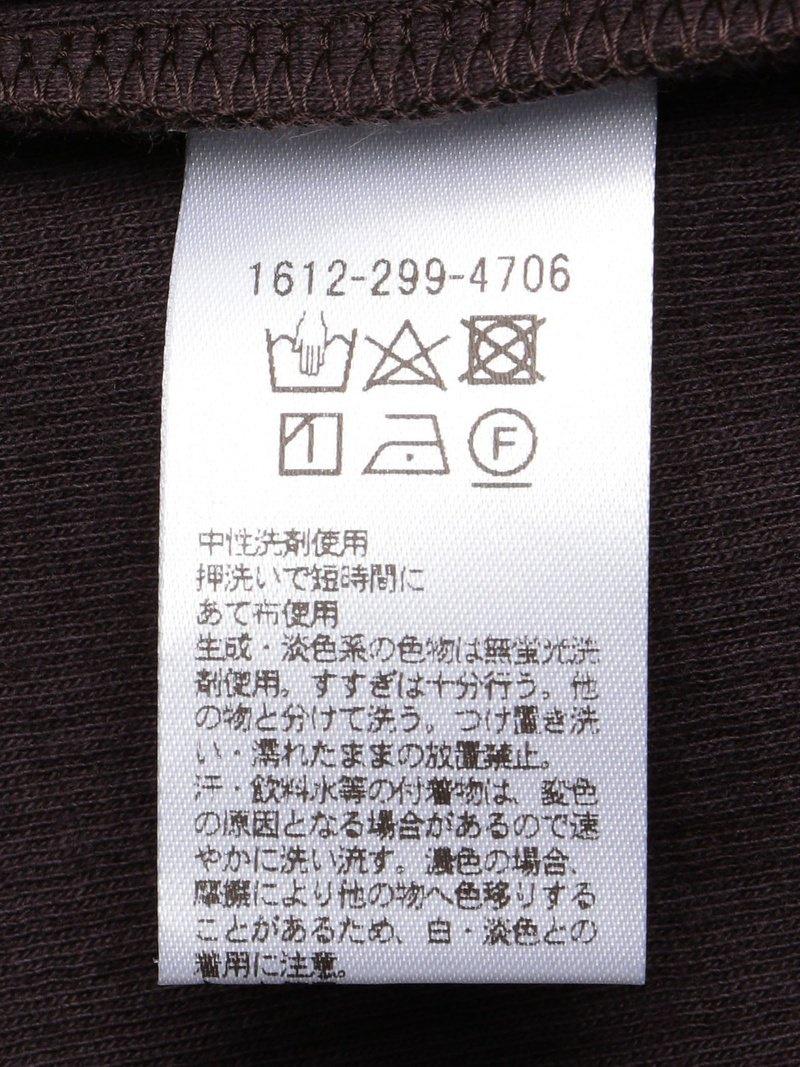 1612-299-4706
F
中性洗剤使用
押洗いで短時間に
あて布使用
生成・淡色系の色物は無蛍光洗
剤使用。すすぎは十分行う。他
の物と分けて洗う。つけ置き洗
い・濡れたままの放置禁止。
汗・飲料水等の付着物は、変色
の原因となる場合があるので速
やかに洗い流す。濃色の場合、
摩擦により他の物へ色移りする
ことがあるため、白・淡色との
着用に注意。